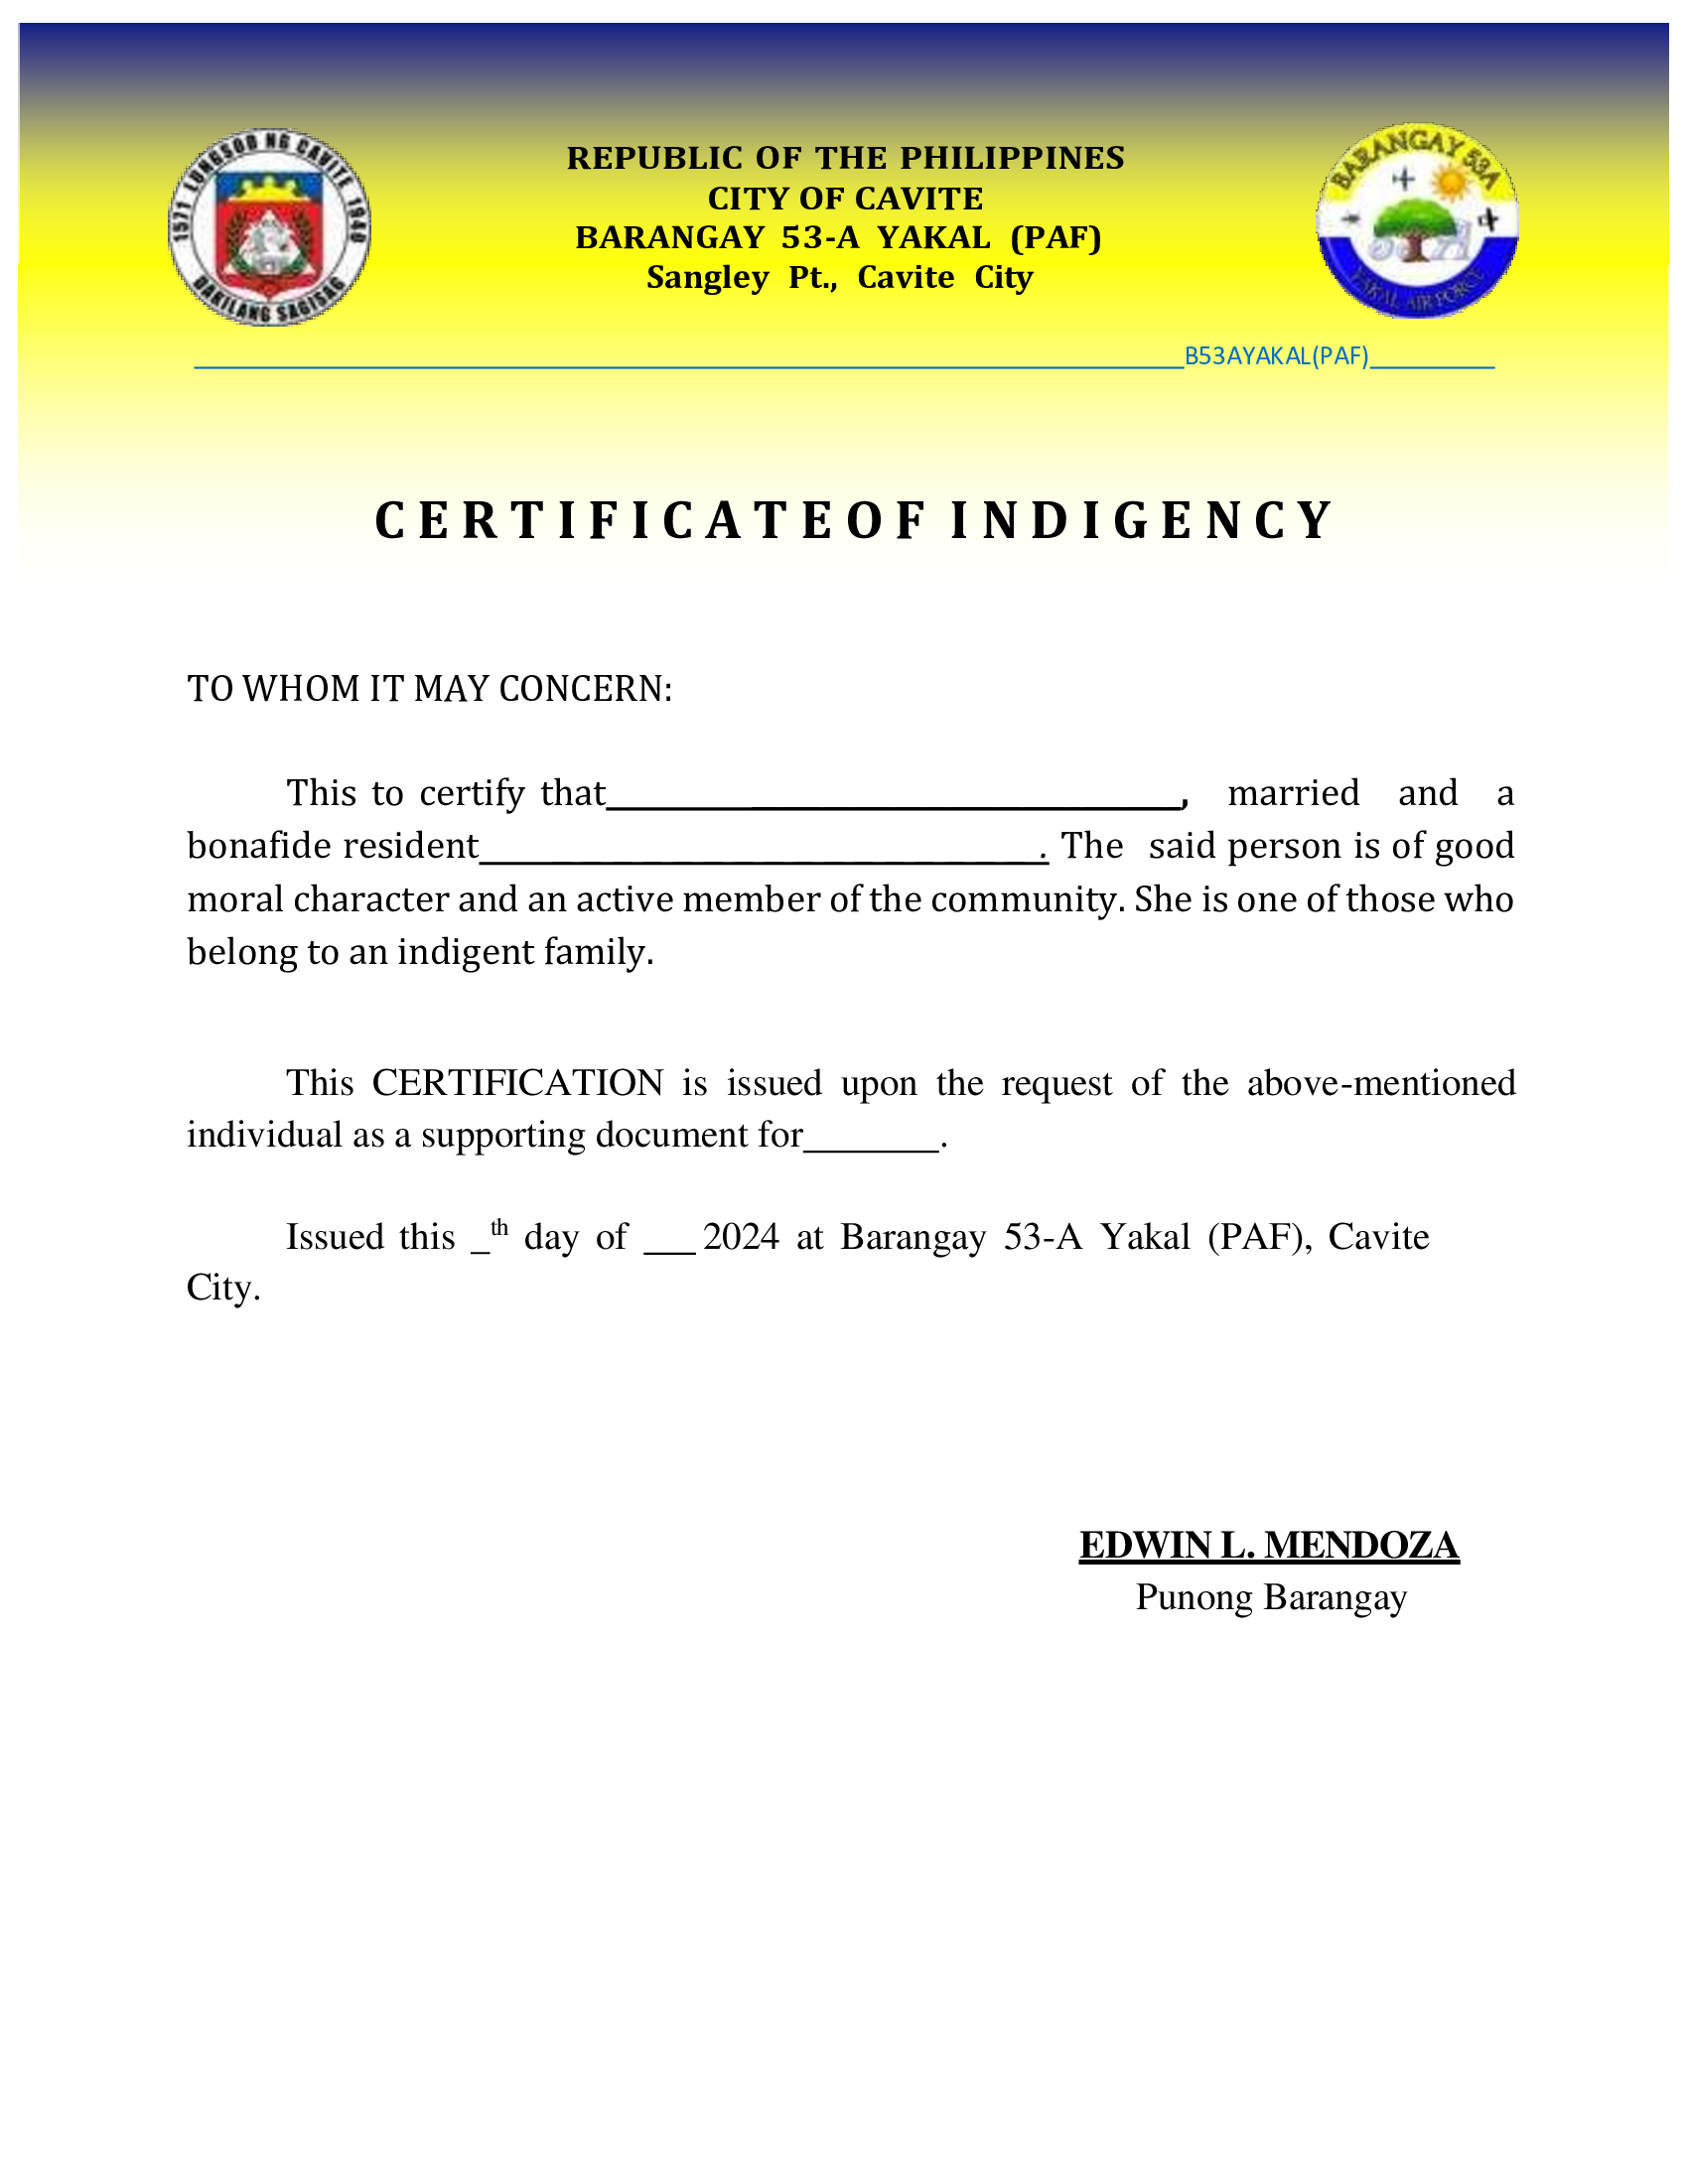 REPUBLIC OF THE PHILIPPINES
CITY OF CAVITE
BARANGAY 53-A YAKAL (PAF)
Sangley Pt., Cavite City
1571 LUNGSOD NG CAVITE 1940
DAKILANG SAGISAG
BARANGAY 53A
YAKAL AIR FORCE
B53AYAKAL(PAF)
CERTIFICATEOF INDIGENCY
TO WHOM IT MAY CONCERN:
This to certify that____________________, married and a
bonafide resident____________________. The said person is of good
moral character and an active member of the community. She is one of those who
belong to an indigent family.
This CERTIFICATION is issued upon the request of the above-mentioned
individual as a supporting document for_______.
Issued this _th day of ___ 2024 at Barangay 53-A Yakal (PAF), Cavite
City.
EDWIN L. MENDOZA
Punong Barangay